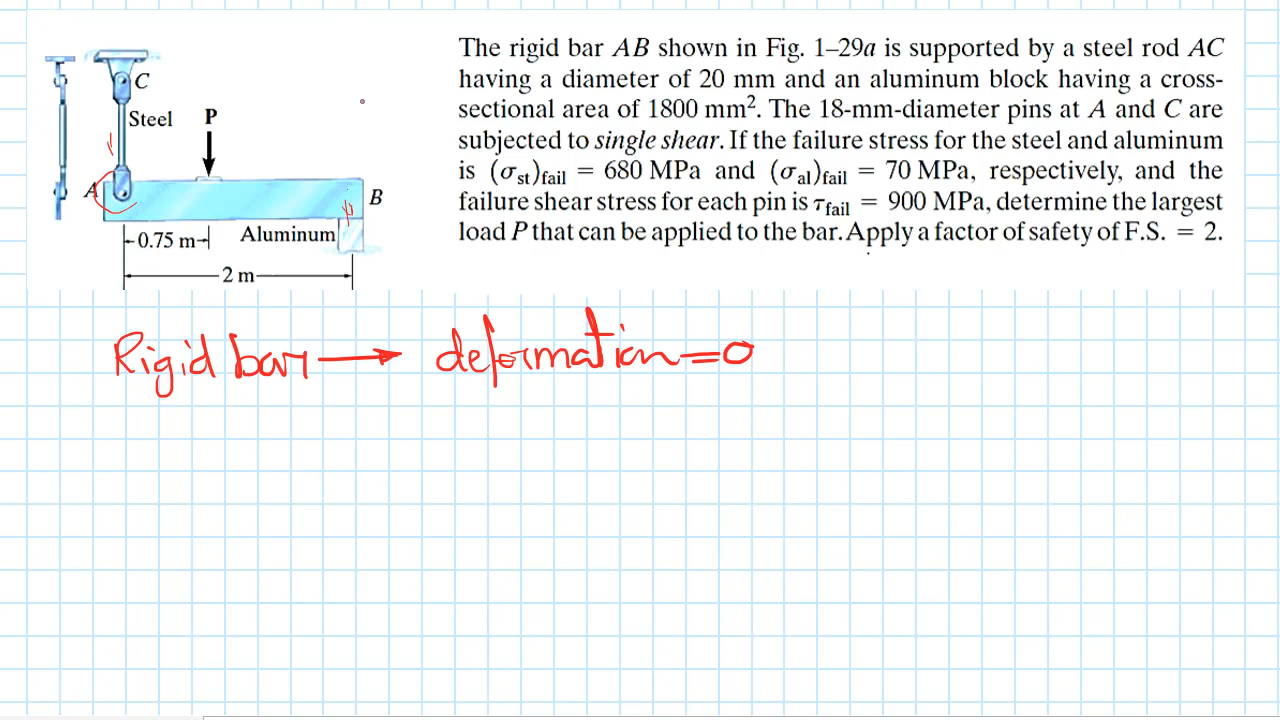 The rigid bar AB shown in Fig. 1–29a is supported by a steel rod AC
having a diameter of 20 mm and an aluminum block having a cross-
sectional area of 1800 mm². The 18-mm-diameter pins at A and C are
subjected to single shear. If the failure stress for the steel and aluminum
is (σst)fail = 680 MPa and (σal)fail = 70 MPa, respectively, and the
failure shear stress for each pin is τfail = 900 MPa, determine the largest
load P that can be applied to the bar. Apply a factor of safety of F.S. = 2.
C
Steel
P
A
B
0.75 m
Aluminum
2 m
Rigid bar → deformation = 0